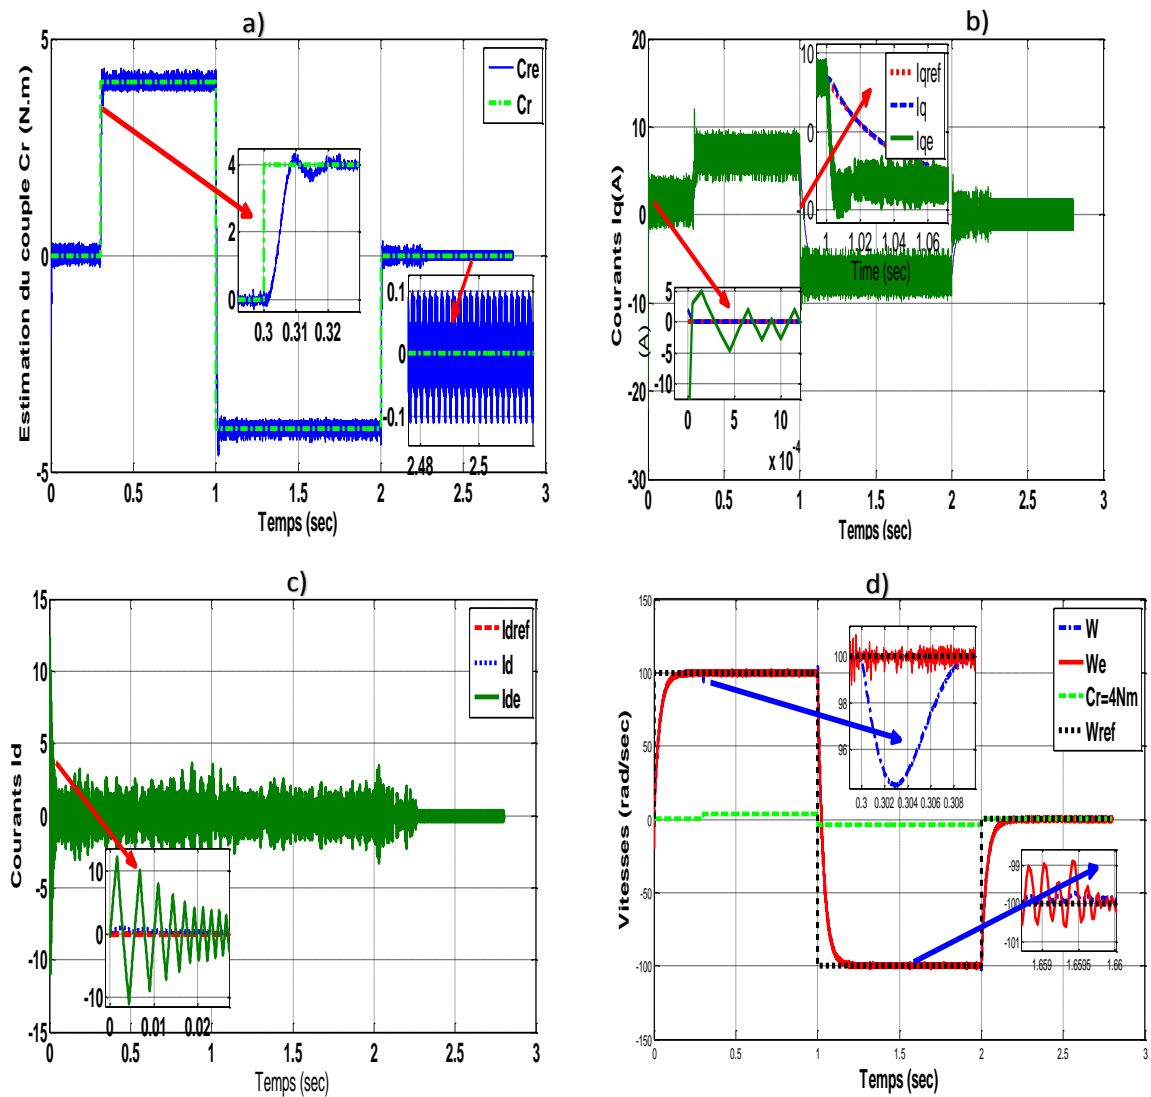 a)
Estimation du couple Cr (N.m)
5
0
-5
0 0.5 1 1.5 2 2.5 3
Temps (sec)
Cre
Cr
4
2
0
0.3 0.31 0.32
0.1
0
-0.1
2.48 2.5
b)
Courants Iq(A)
(A)
20
10
0
-10
-20
-30
0 0.5 1 1.5 2 2.5 3
Temps (sec)
10
0
-10
1 1.02 1.04 1.06
Time (sec)
Iqref
Iq
Iqe
5
0
-5
-10
0 5 10
x 10-4
c)
Courants Id
15
10
5
0
-5
-10
-15
0 0.5 1 1.5 2 2.5 3
Temps (sec)
Idref
Id
Ide
10
0
-10
0 0.01 0.02
d)
Vitesses (rad/sec)
150
100
50
0
-50
-100
-150
0 0.5 1 1.5 2 2.5 3
Temps (sec)
W
We
Cr=4Nm
Wref
100
98
96
0.3 0.302 0.304 0.306 0.308
-99
-100
-101
1.659 1.6595 1.66